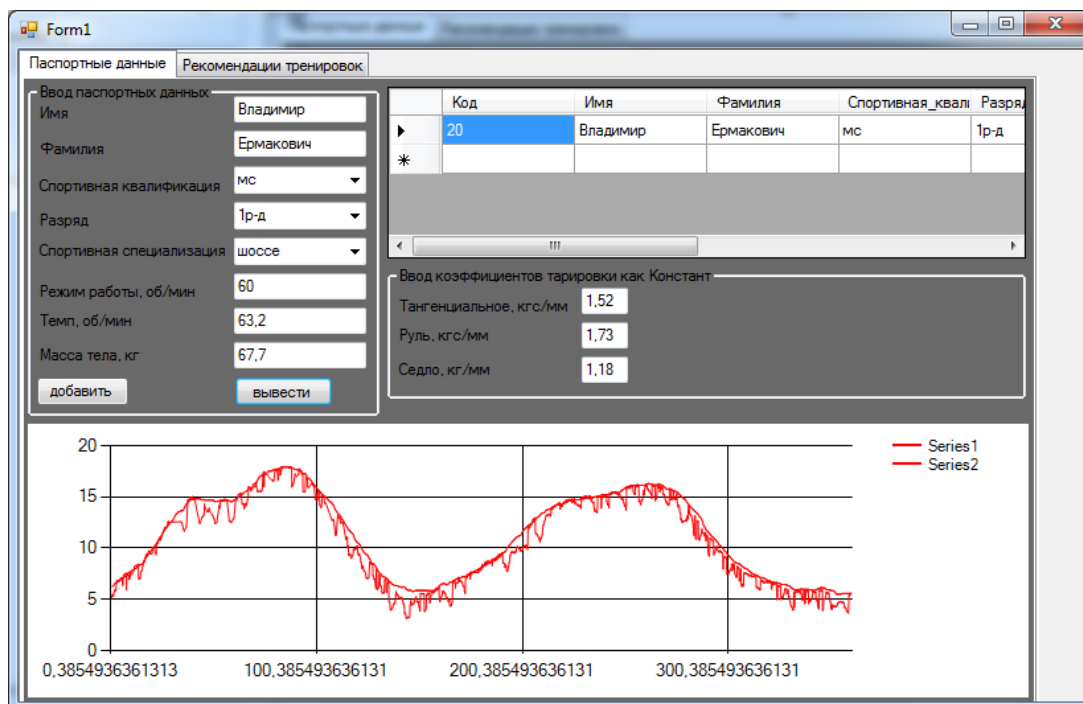 Form1
Паспортные данные Рекомендации тренировок
Ввод паспортных данных
Имя Владимир
Фамилия Ермакович
Спортивная квалификация мс
Разряд 1р-д
Спортивная специализация шоссе
Режим работы, об/мин 60
Темп, об/мин 63,2
Масса тела, кг 67,7
добавить вывести
Код Имя Фамилия Спортивная_квали Разряд
20 Владимир Ермакович мс 1р-д
Ввод коэффициентов тарировки как Констант
Тангенциальное, кгс/мм 1,52
Руль, кгс/мм 1,73
Седло, кг/мм 1,18
20
15
10
5
0
0,3854936361313 100,385493636131 200,385493636131 300,385493636131
Series1
Series2